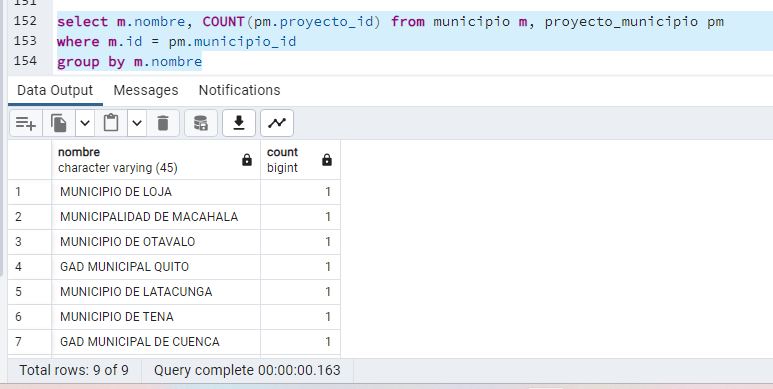 151
152 select m.nombre, COUNT(pm.proyecto_id) from municipio m, proyecto_municipio pm
153 where m.id = pm.municipio_id
154 group by m.nombre
Data Output Messages Notifications
nombre count
character varying (45) bigint
1 MUNICIPIO DE LOJA 1
2 MUNICIPALIDAD DE MACAHALA 1
3 MUNICIPIO DE OTAVALO 1
4 GAD MUNICIPAL QUITO 1
5 MUNICIPIO DE LATACUNGA 1
6 MUNICIPIO DE TENA 1
7 GAD MUNICIPAL DE CUENCA 1
Total rows: 9 of 9 Query complete 00:00:00.163